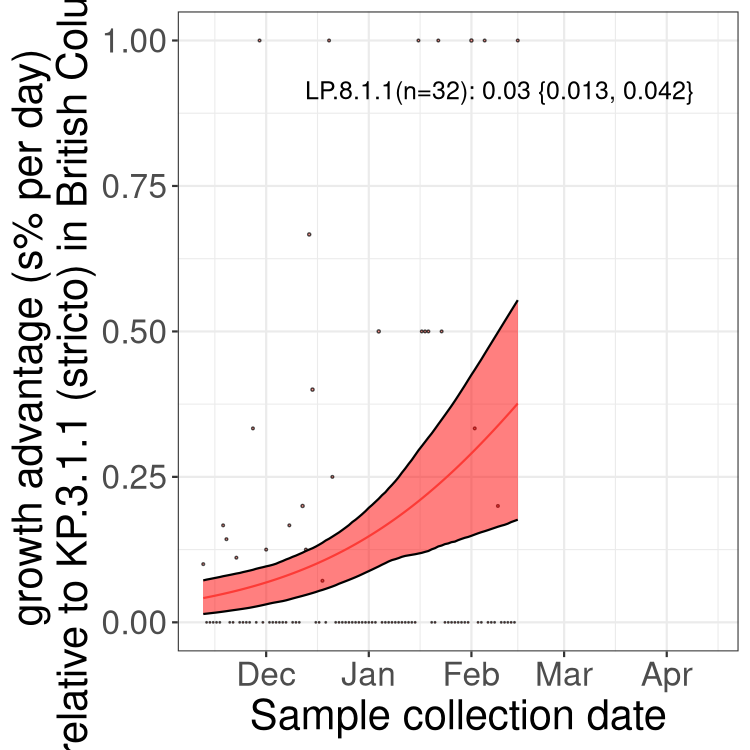 growth advantage (s% per day)
relative to KP.3.1.1 (stricto) in British Colu
1.00
0.75
0.50
0.25
0.00
LP.8.1.1(n=32): 0.03 {0.013, 0.042}
Dec Jan Feb Mar Apr
Sample collection date